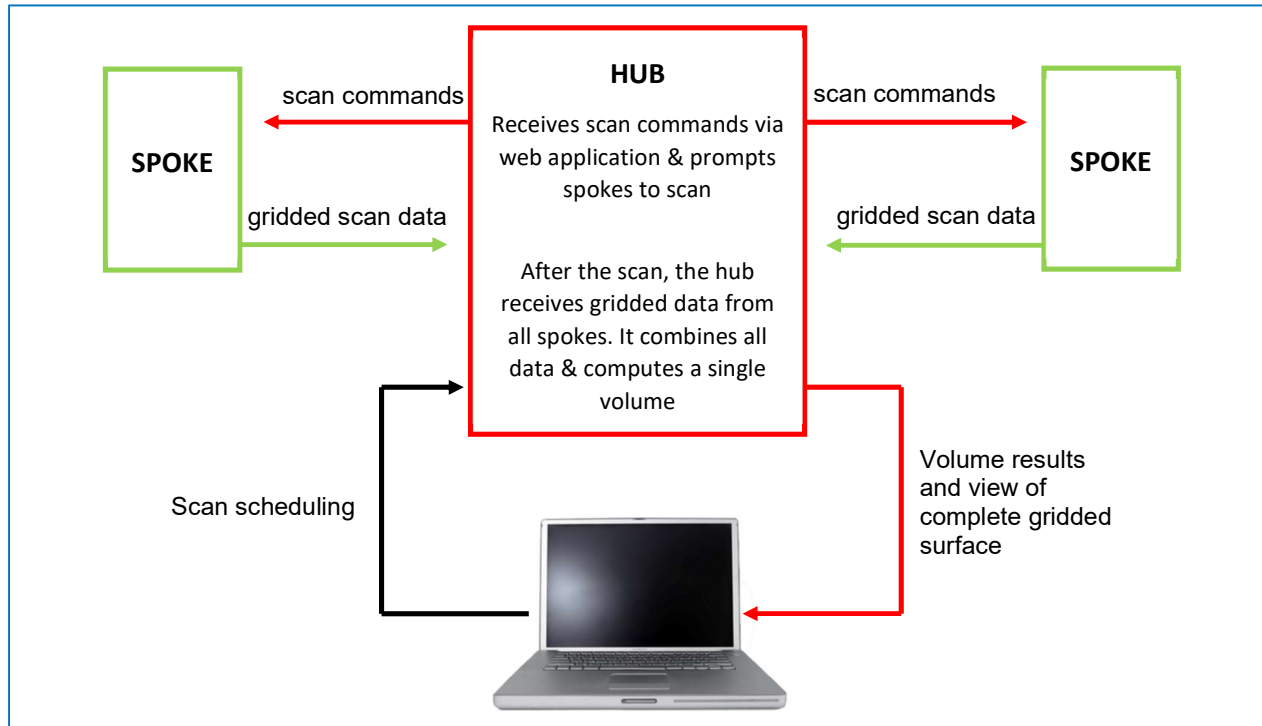 HUB
scan commands
scan commands
Receives scan commands via
web application & prompts
spokes to scan
SPOKE
SPOKE
gridded scan data
gridded scan data
After the scan, the hub
receives gridded data from
all spokes. It combines all
data & computes a single
volume
Scan scheduling
Volume results
and view of
complete gridded
surface